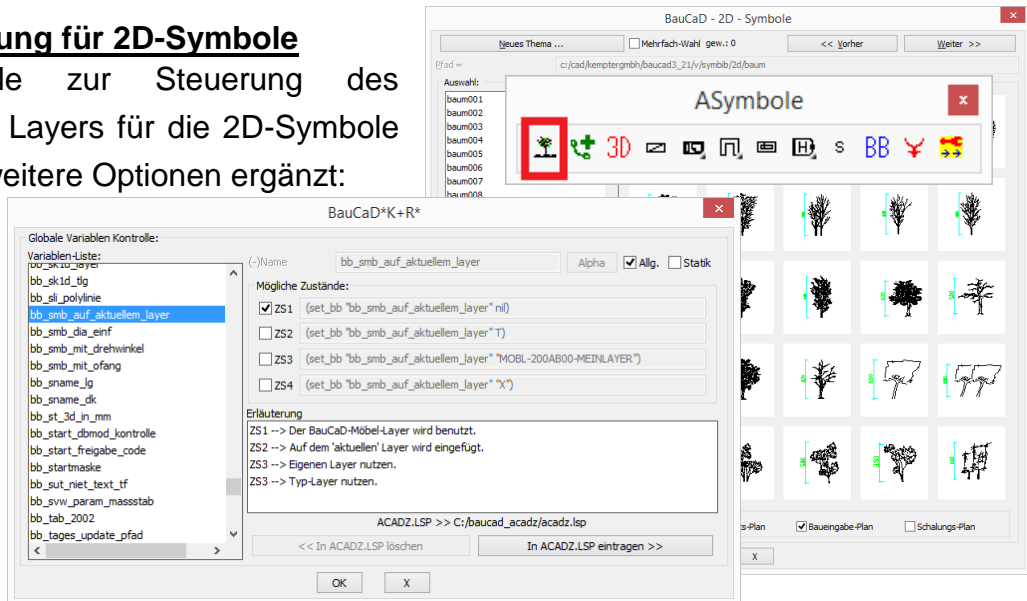 ung für 2D-Symbole
le zur Steuerung des
Layers für die 2D-Symbole
weitere Optionen ergänzt:
BauCaD - 2D - Symbole
Neues Thema ...
Mehrfach-Wahl gew.: 0
<< Vorher
Weiter >>
Pfad =
c:/cad/kemptergmbh/baucad3_21/v/symbib/2d/baum
Auswahl:
baum001
baum002
baum003
baum004
baum005
baum006
baum007
baum008
ASymbole
3D
H
S
BB
s-Plan
Baueingabe-Plan
Schalungs-Plan
X
BauCaD*K+R*
Globale Variablen Kontrolle:
Variablen-Liste:
bb_sk1d_layer
bb_sk1d_tlg
bb_sli_polylinie
bb_smb_auf_aktuellem_layer
bb_smb_dia_einf
bb_smb_mit_drehwinkel
bb_smb_mit_ofang
bb_sname_lg
bb_sname_dk
bb_st_3d_in_mm
bb_start_dbmod_kontrolle
bb_start_freigabe_code
bb_startmaske
bb_sut_niet_text_tf
bb_svw_param_massstab
bb_tab_2002
bb_tages_update_pfad
(-)Name
bb_smb_auf_aktuellem_layer
Alpha
Allg.
Statik
Mögliche Zustände:
ZS1 (set_bb "bb_smb_auf_aktuellem_layer" nil)
ZS2 (set_bb "bb_smb_auf_aktuellem_layer" T)
ZS3 (set_bb "bb_smb_auf_aktuellem_layer" "MOBL-200AB00-MEINLAYER")
ZS4 (set_bb "bb_smb_auf_aktuellem_layer" "X")
Erläuterung
ZS1 --> Der BauCaD-Möbel-Layer wird benutzt.
ZS2 --> Auf dem 'aktuellen' Layer wird eingefügt.
ZS3 --> Eigenen Layer nutzen.
ZS3 --> Typ-Layer nutzen.
ACADZ.LSP >> C:/baucad_acadz/acadz.lsp
<< In ACADZ.LSP löschen
In ACADZ.LSP eintragen >>
OK
X